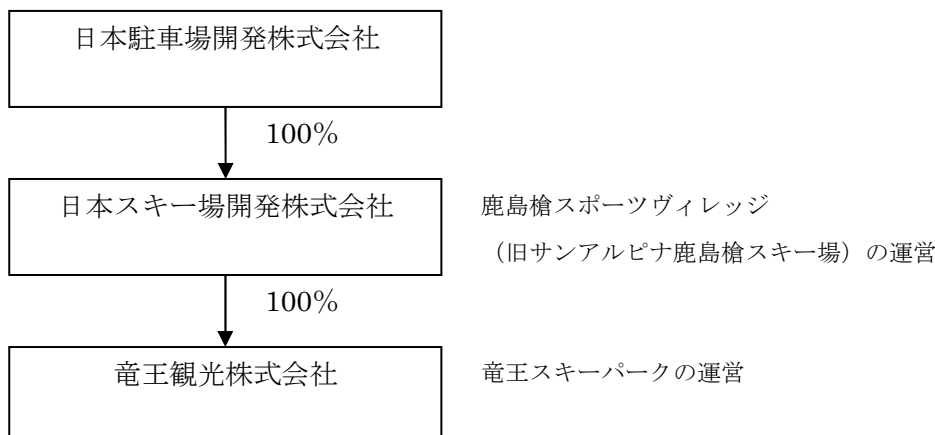 日本駐車場開発株式会社
100%
日本スキー場開発株式会社
鹿島槍スポーツヴィレッジ
（旧サンアルピナ鹿島槍スキー場）の運営
100%
竜王観光株式会社
竜王スキーパークの運営